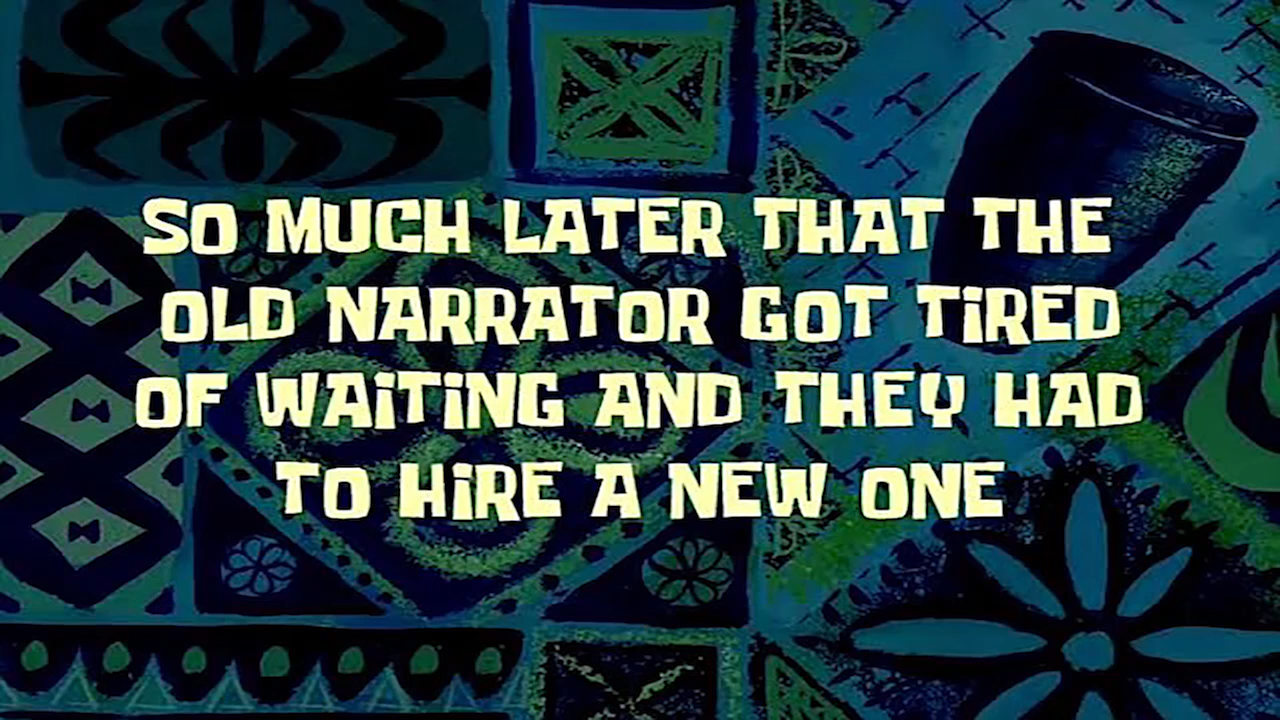 SO MUCH LATER THAT THE
OLD NARRATOR GOT TiRED
OF WAiTiNG AND THEY HAD
TO HiRE A NEW ONE